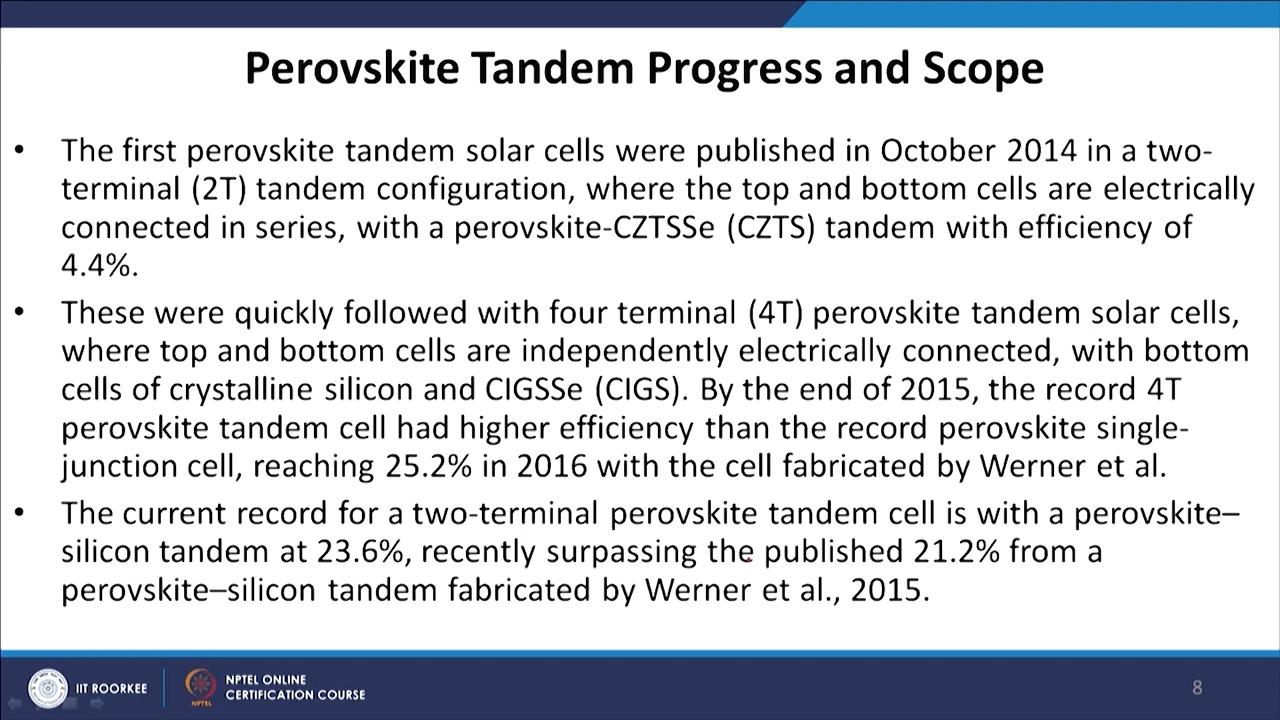 Perovskite Tandem Progress and Scope
• The first perovskite tandem solar cells were published in October 2014 in a two-
terminal (2T) tandem configuration, where the top and bottom cells are electrically
connected in series, with a perovskite-CZTSSe (CZTS) tandem with efficiency of
4.4%.
• These were quickly followed with four terminal (4T) perovskite tandem solar cells,
where top and bottom cells are independently electrically connected, with bottom
cells of crystalline silicon and CIGSSe (CIGS). By the end of 2015, the record 4T
perovskite tandem cell had higher efficiency than the record perovskite single-
junction cell, reaching 25.2% in 2016 with the cell fabricated by Werner et al.
• The current record for a two-terminal perovskite tandem cell is with a perovskite–
silicon tandem at 23.6%, recently surpassing the published 21.2% from a
perovskite–silicon tandem fabricated by Werner et al., 2015.
IIT ROORKEE
NPTEL
NPTEL ONLINE
CERTIFICATION COURSE
8